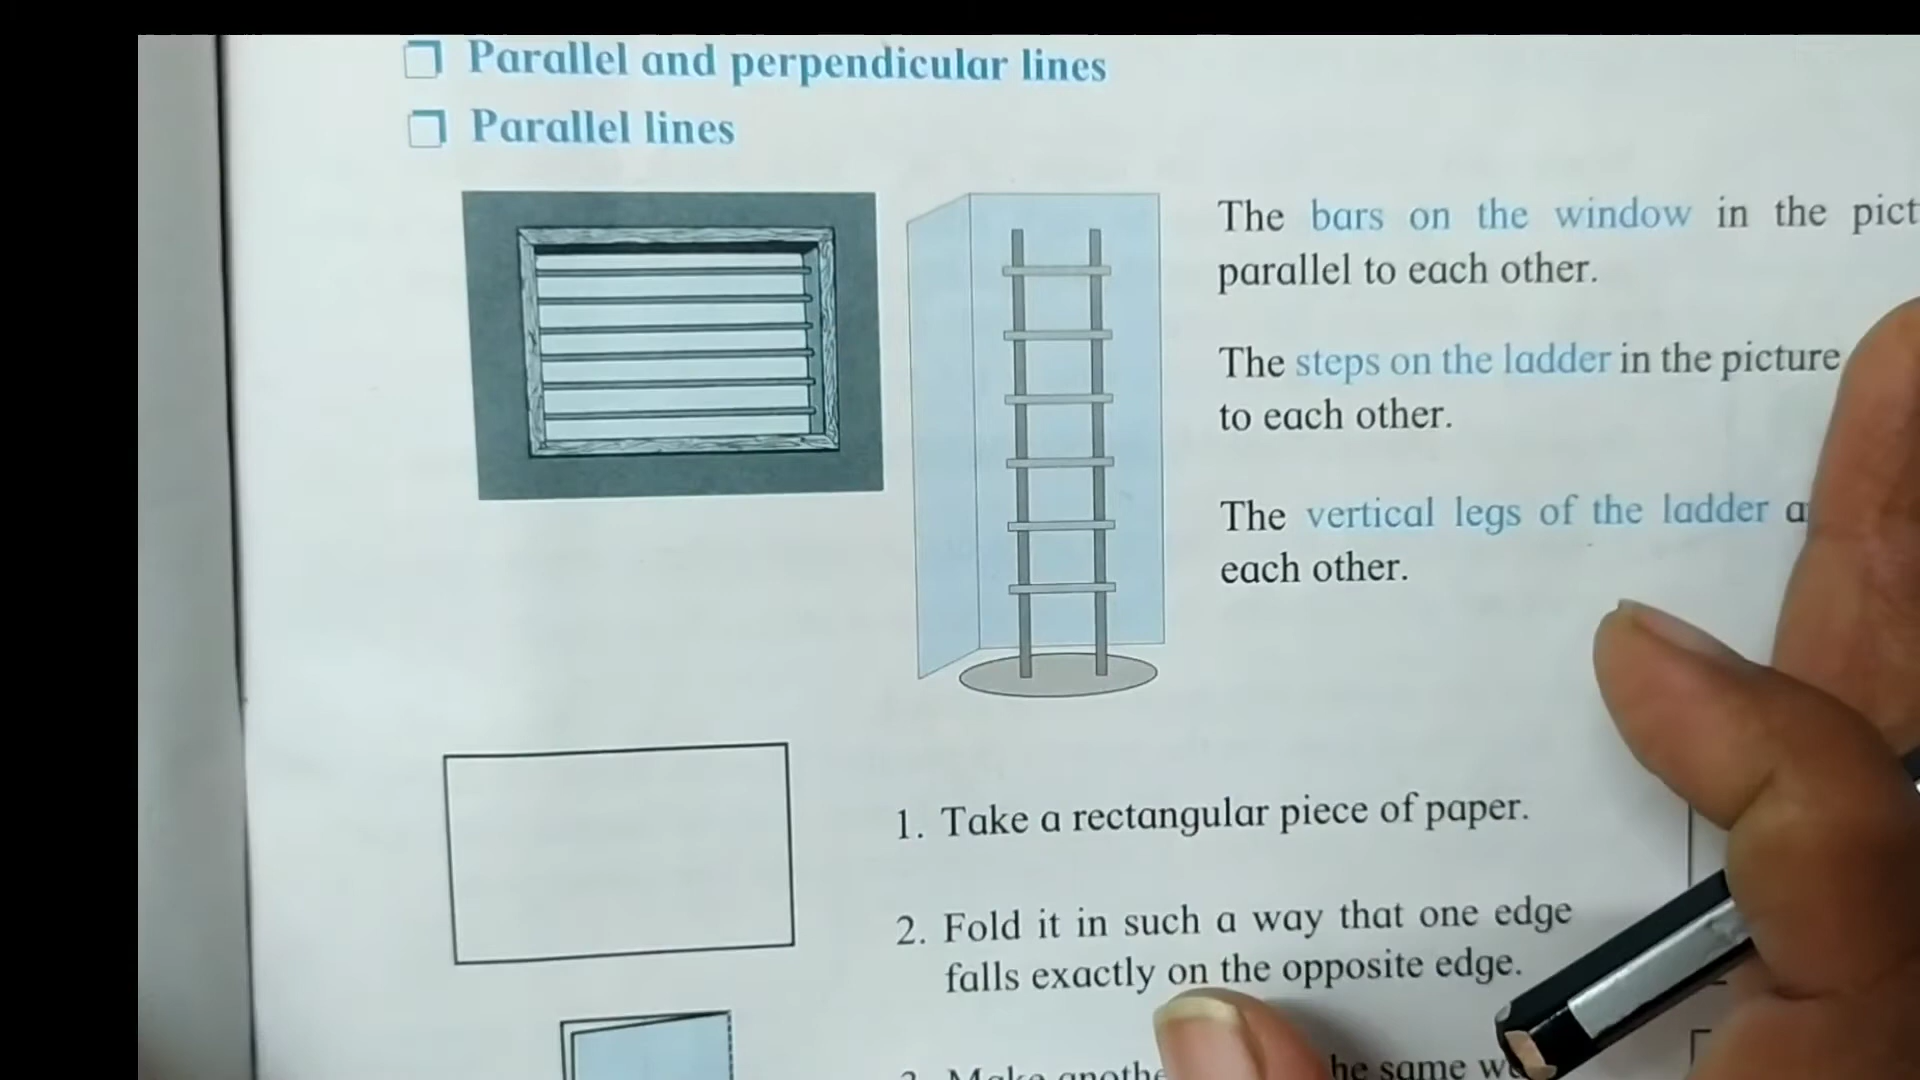 Parallel and perpendicular lines
Parallel lines
The bars on the window in the
parallel to each other.
The steps on the ladder in the picture
to each other.
The vertical legs of the ladder
each other.
1. Take a rectangular piece of paper.
2. Fold it in such a way that one edge
falls exactly on the opposite edge.
same